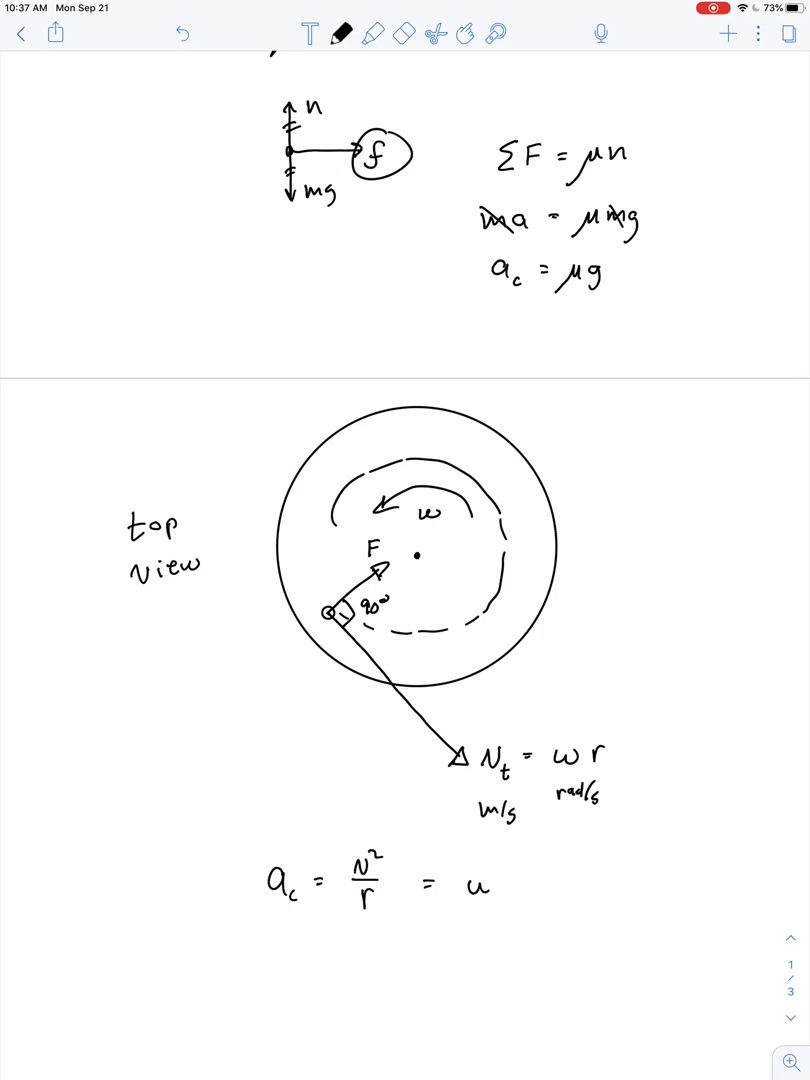 10:37 AM Mon Sep 21
73%
T
n
f
mg
ΣF = μn
ma = μmg
a_c = μg
top
view
w
F
90°
v_t = ω r
m/s rad/s
a_c = v²/r = u
1
/
3